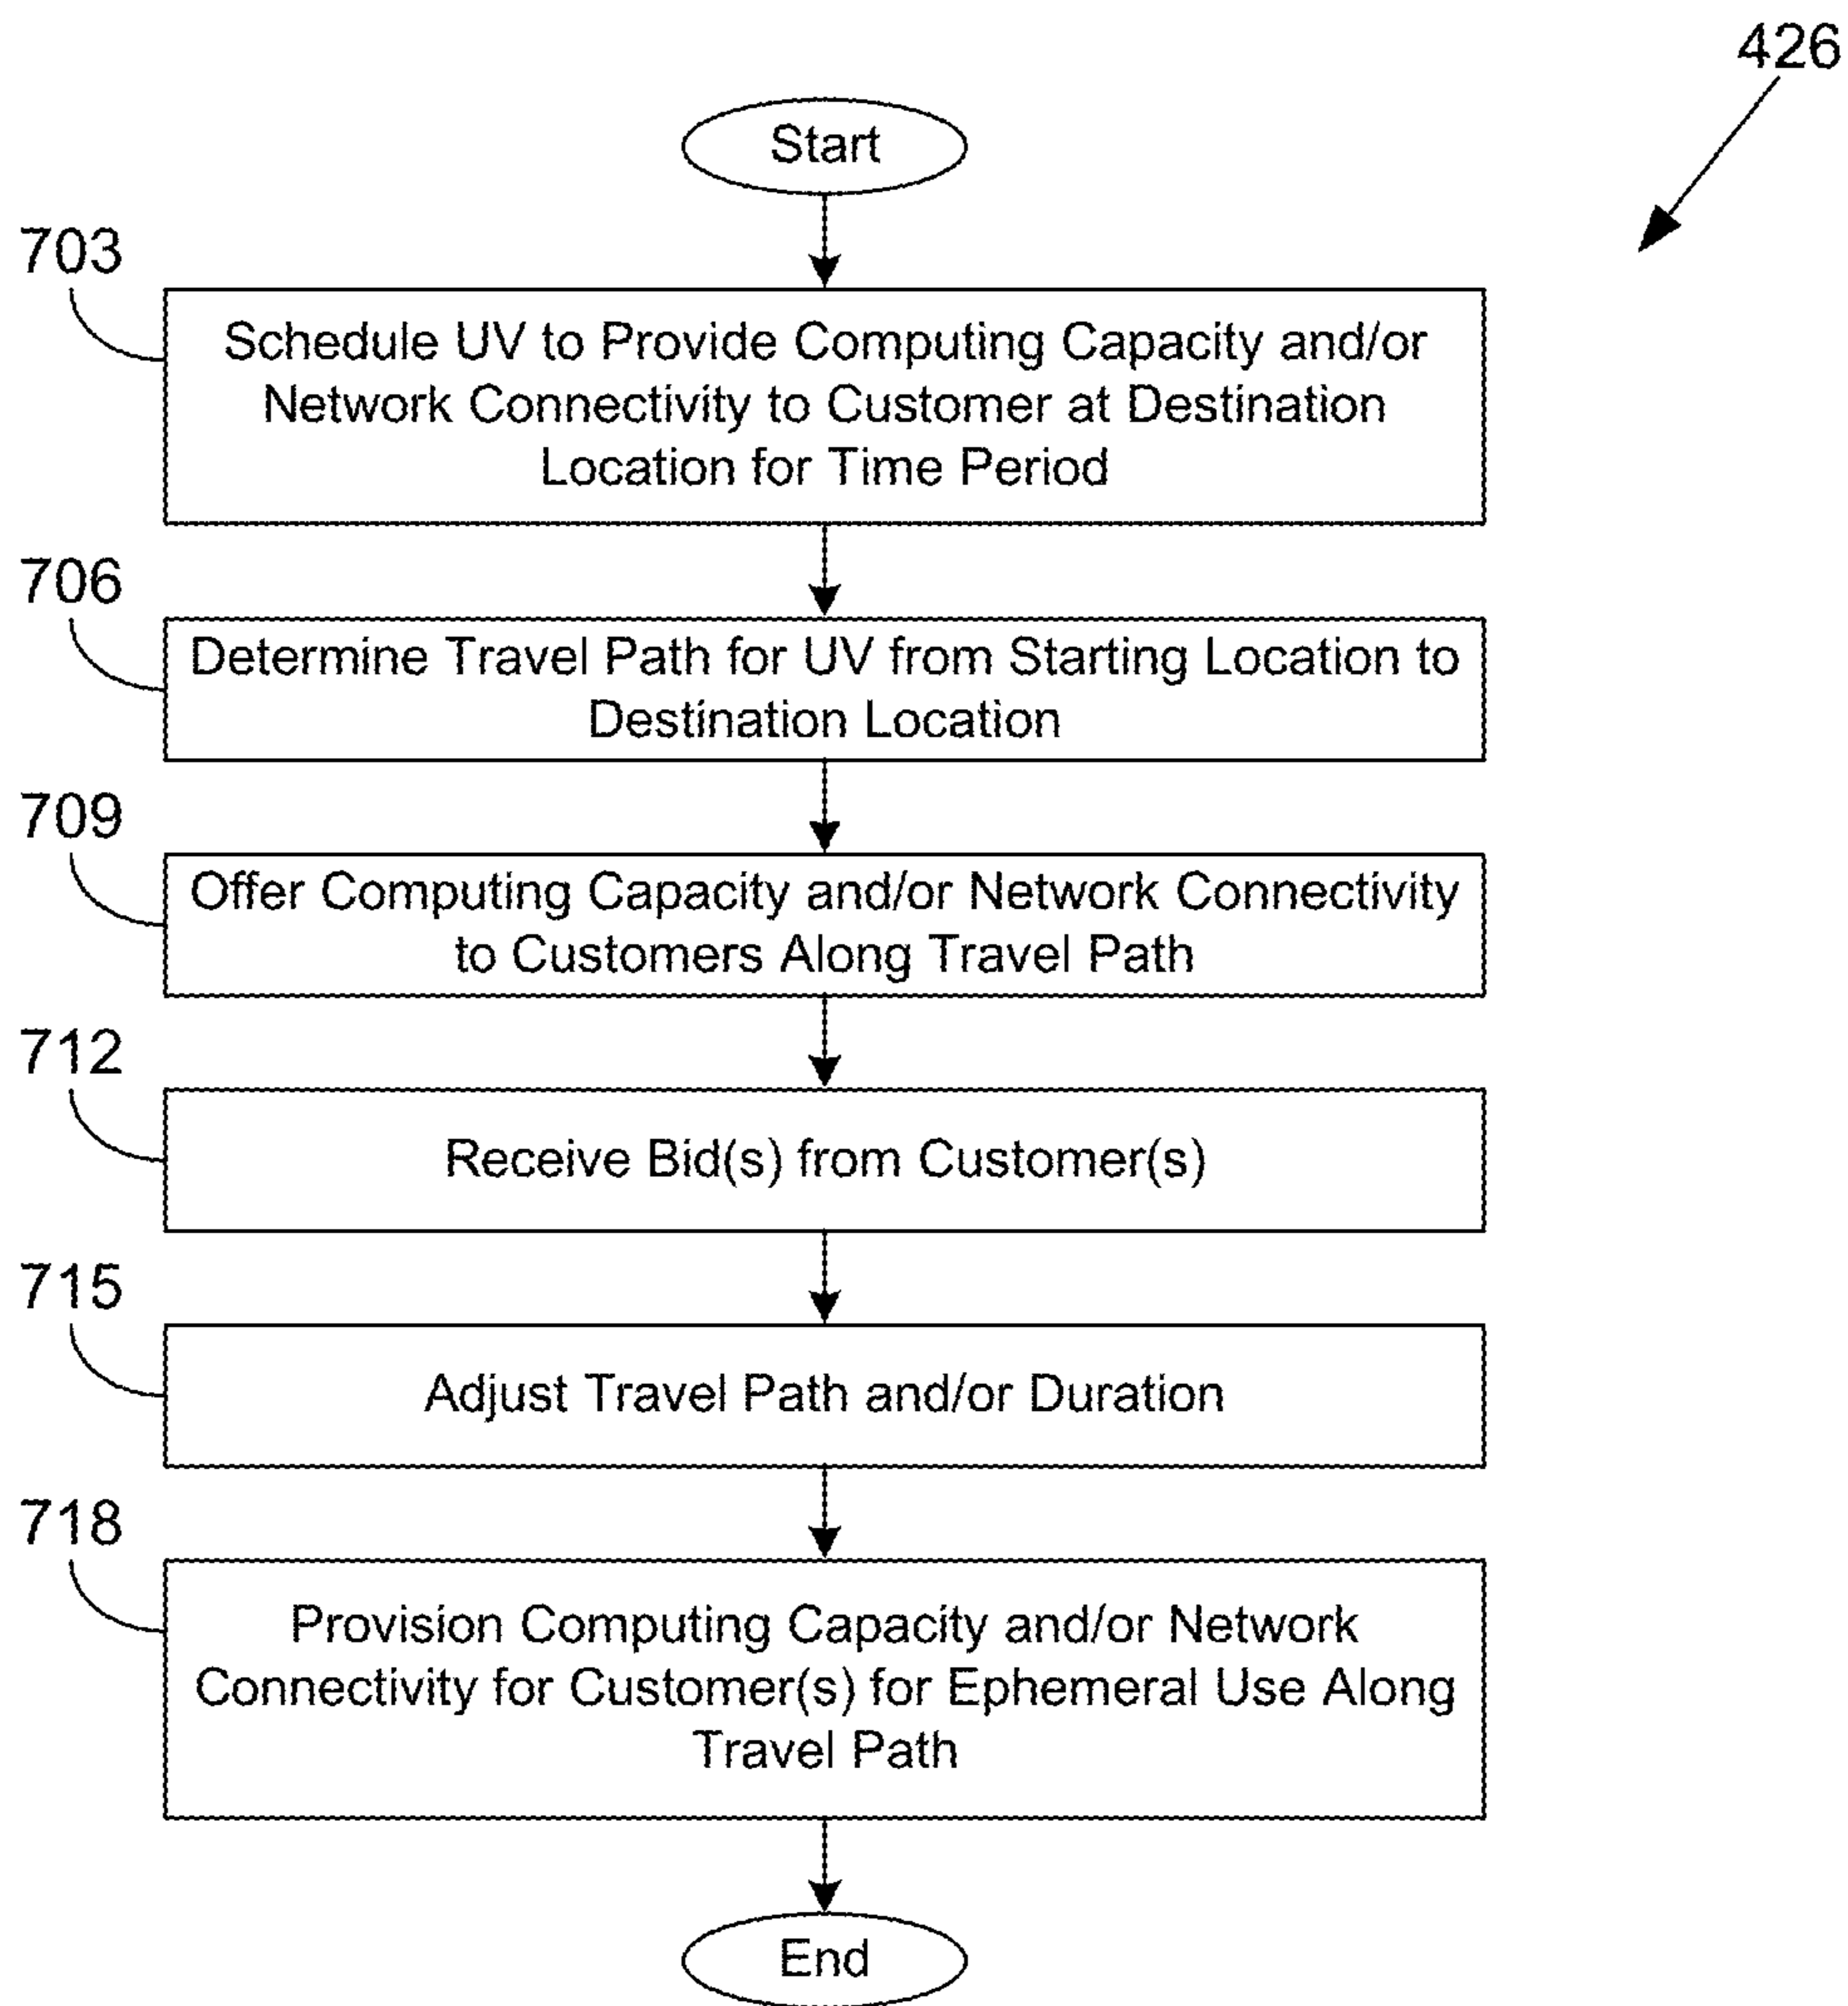 426
Start
703
Schedule UV to Provide Computing Capacity and/or
Network Connectivity to Customer at Destination
Location for Time Period
706
Determine Travel Path for UV from Starting Location to
Destination Location
709
Offer Computing Capacity and/or Network Connectivity
to Customers Along Travel Path
712
Receive Bid(s) from Customer(s)
715
Adjust Travel Path and/or Duration
718
Provision Computing Capacity and/or Network
Connectivity for Customer(s) for Ephemeral Use Along
Travel Path
End